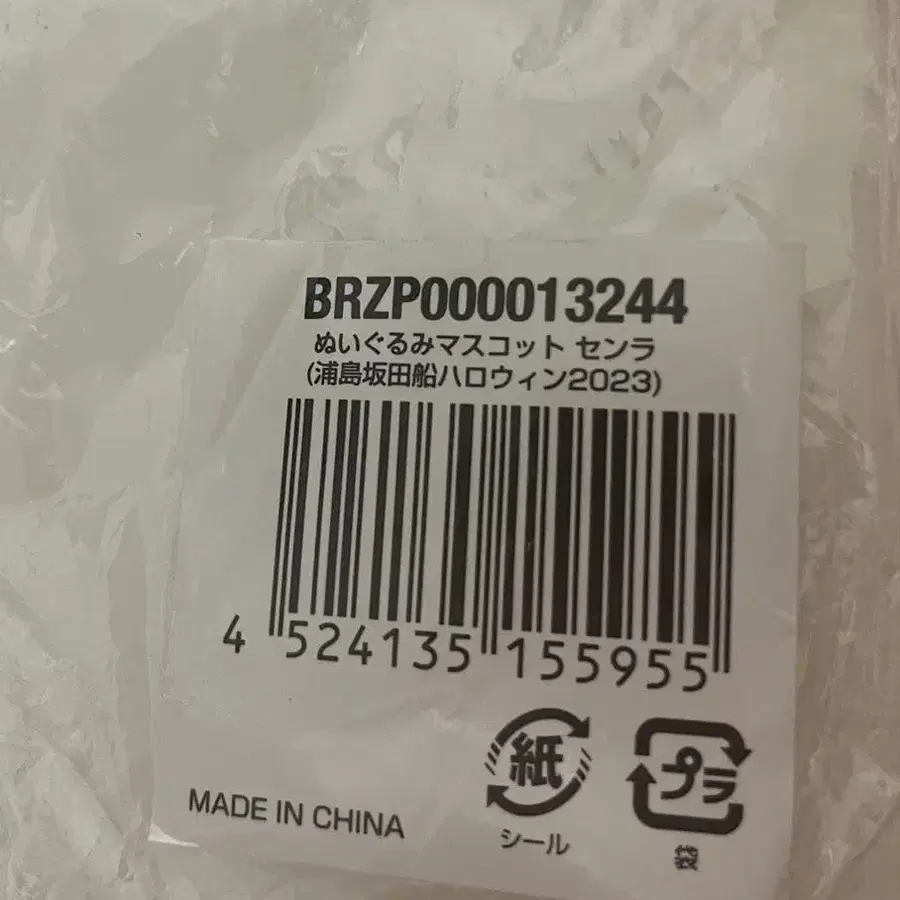 BRZP000013244
ぬいぐるみマスコット センラ
(浦島坂田船ハロウィン2023)
4 524135 155955
紙
シール
プラ
袋
MADE IN CHINA